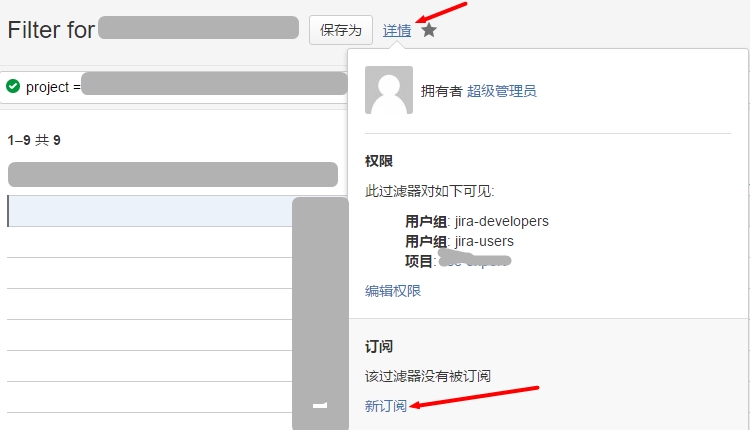 Filter for
保存为
详情
project =
拥有者 超级管理员
1–9 共 9
权限
此过滤器对如下可见:
用户组: jira-developers
用户组: jira-users
项目:
编辑权限
订阅
该过滤器没有被订阅
新订阅